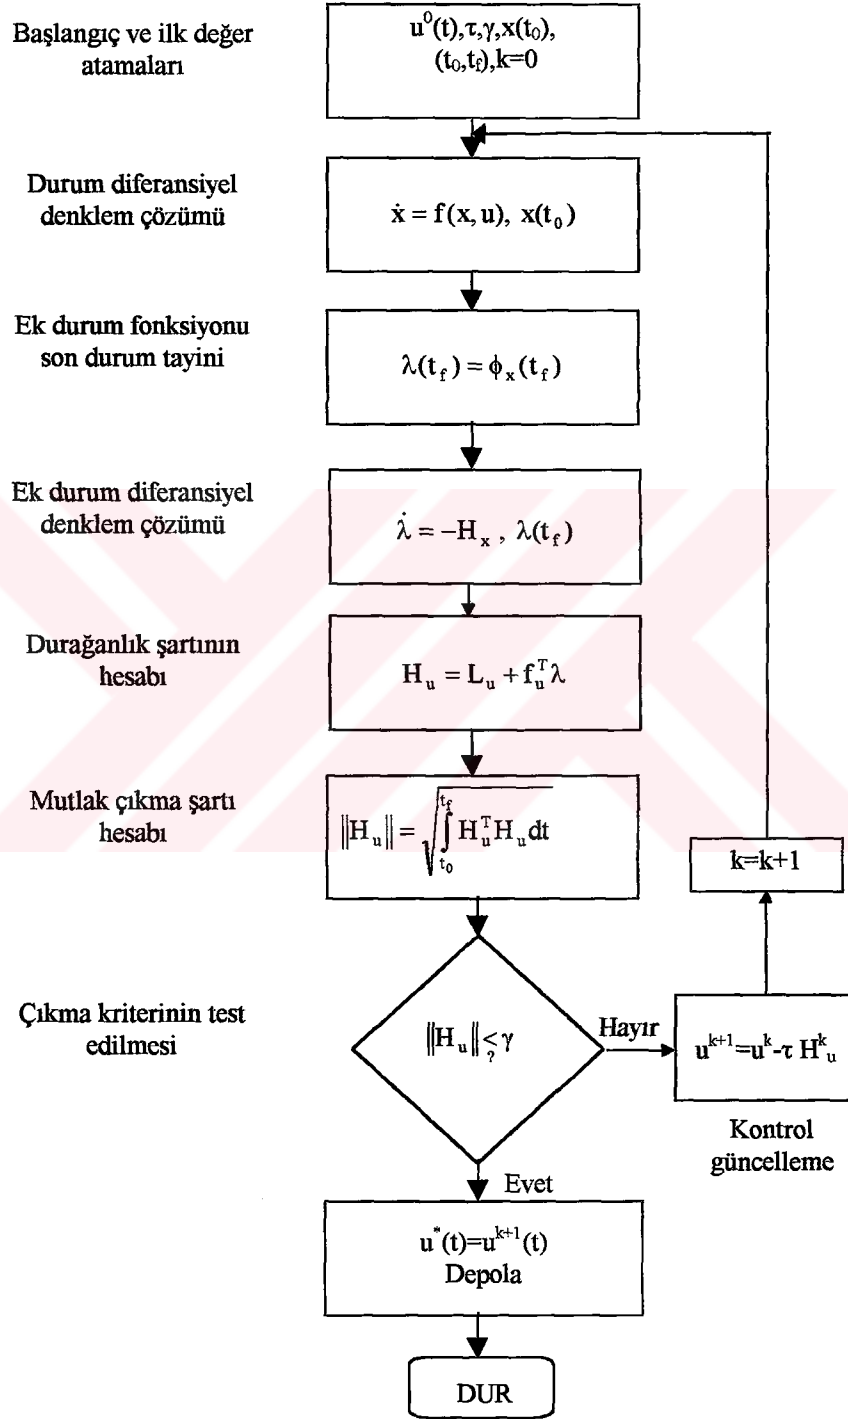 Başlangıç ve ilk değer
atamaları
u⁰(t),τ,γ,x(t₀),
(t₀,t_f),k=0
Durum diferansiyel
denklem çözümü
ẋ = f(x, u), x(t₀)
Ek durum fonksiyonu
son durum tayini
λ(t_f) = ϕ_x(t_f)
Ek durum diferansiyel
denklem çözümü
λ̇ = −H_x , λ(t_f)
Durağanlık şartının
hesabı
H_u = L_u + f_u^T λ
Mutlak çıkma şartı
hesabı
‖H_u‖ = √(∫_{t₀}^{t_f} H_u^T H_u dt)
k=k+1
Çıkma kriterinin test
edilmesi
‖H_u‖ <_? γ
Hayır
u^{k+1}=u^k-τ H^k_u
Kontrol
güncelleme
Evet
u^*(t)=u^{k+1}(t)
Depola
DUR